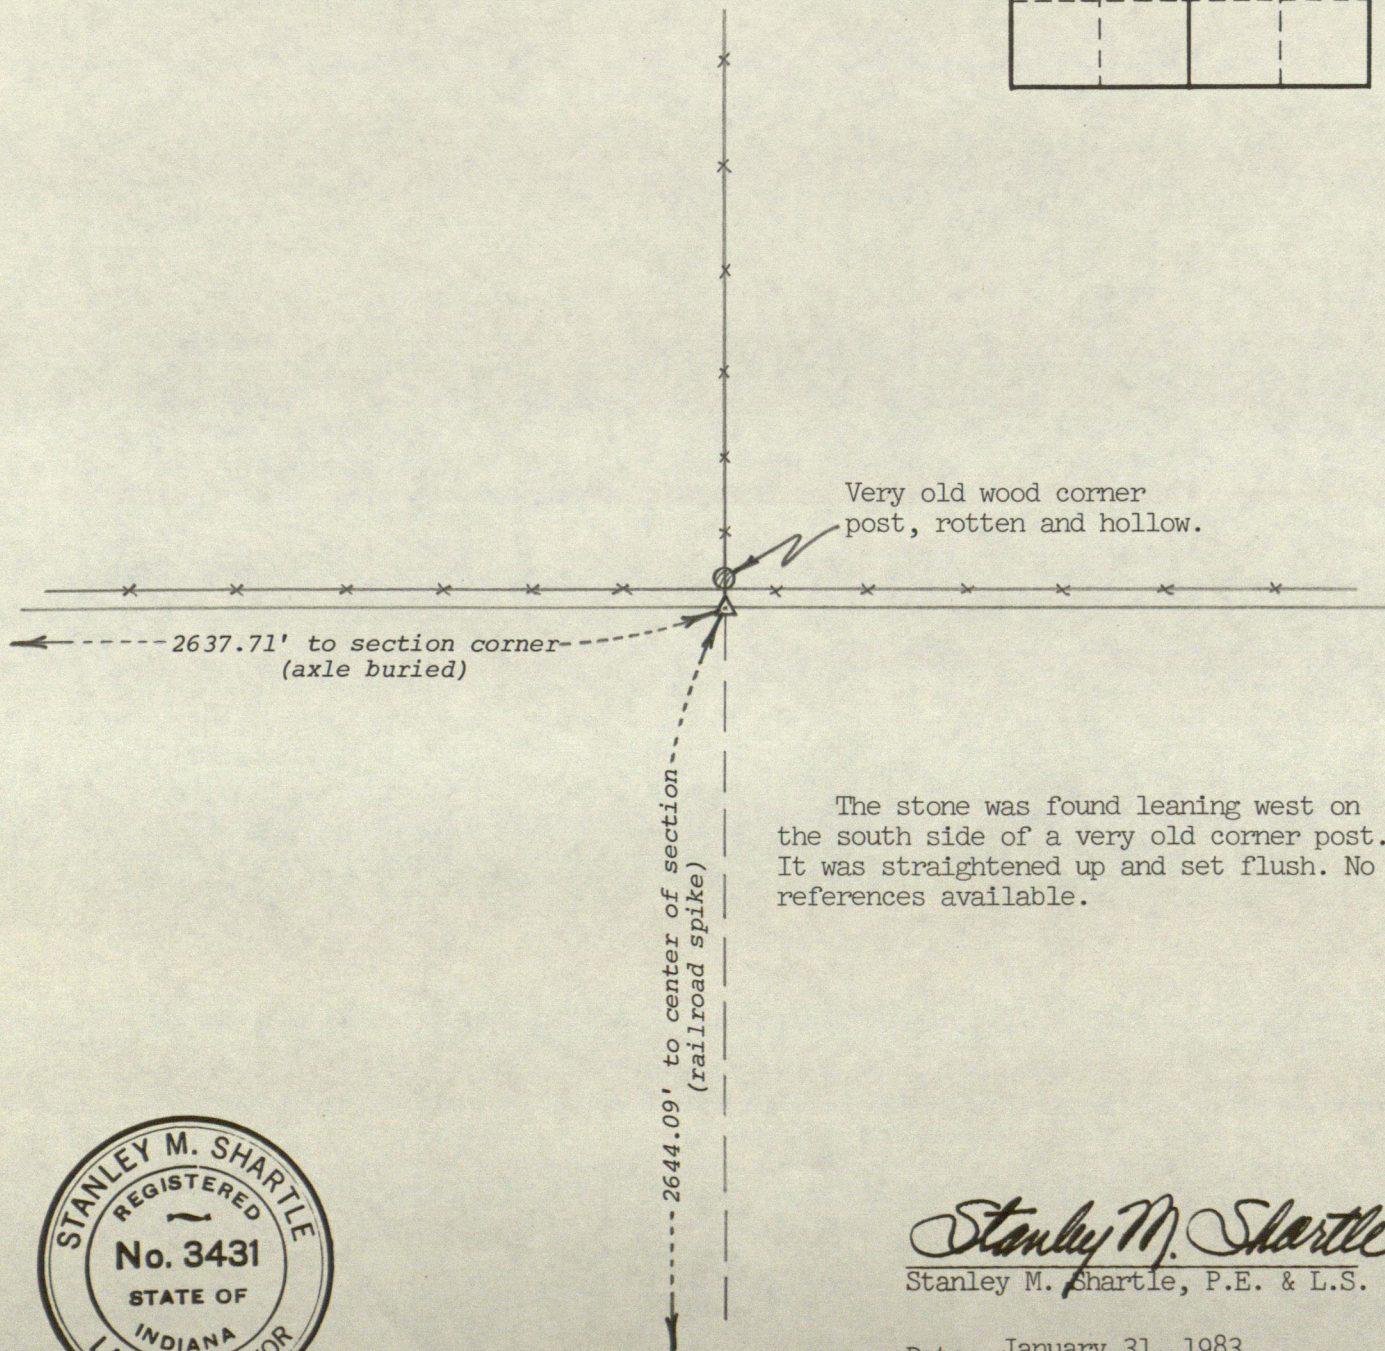 Very old wood corner
post, rotten and hollow.
2637.71' to section corner
(axle buried)
2644.09' to center of section
(railroad spike)
The stone was found leaning west on
the south side of a very old corner post.
It was straightened up and set flush. No
references available.
STANLEY M. SHARTLE
REGISTERED
No. 3431
STATE OF
INDIANA
Stanley M. Shartle
Stanley M. Shartle, P.E. & L.S.
January 31, 1983